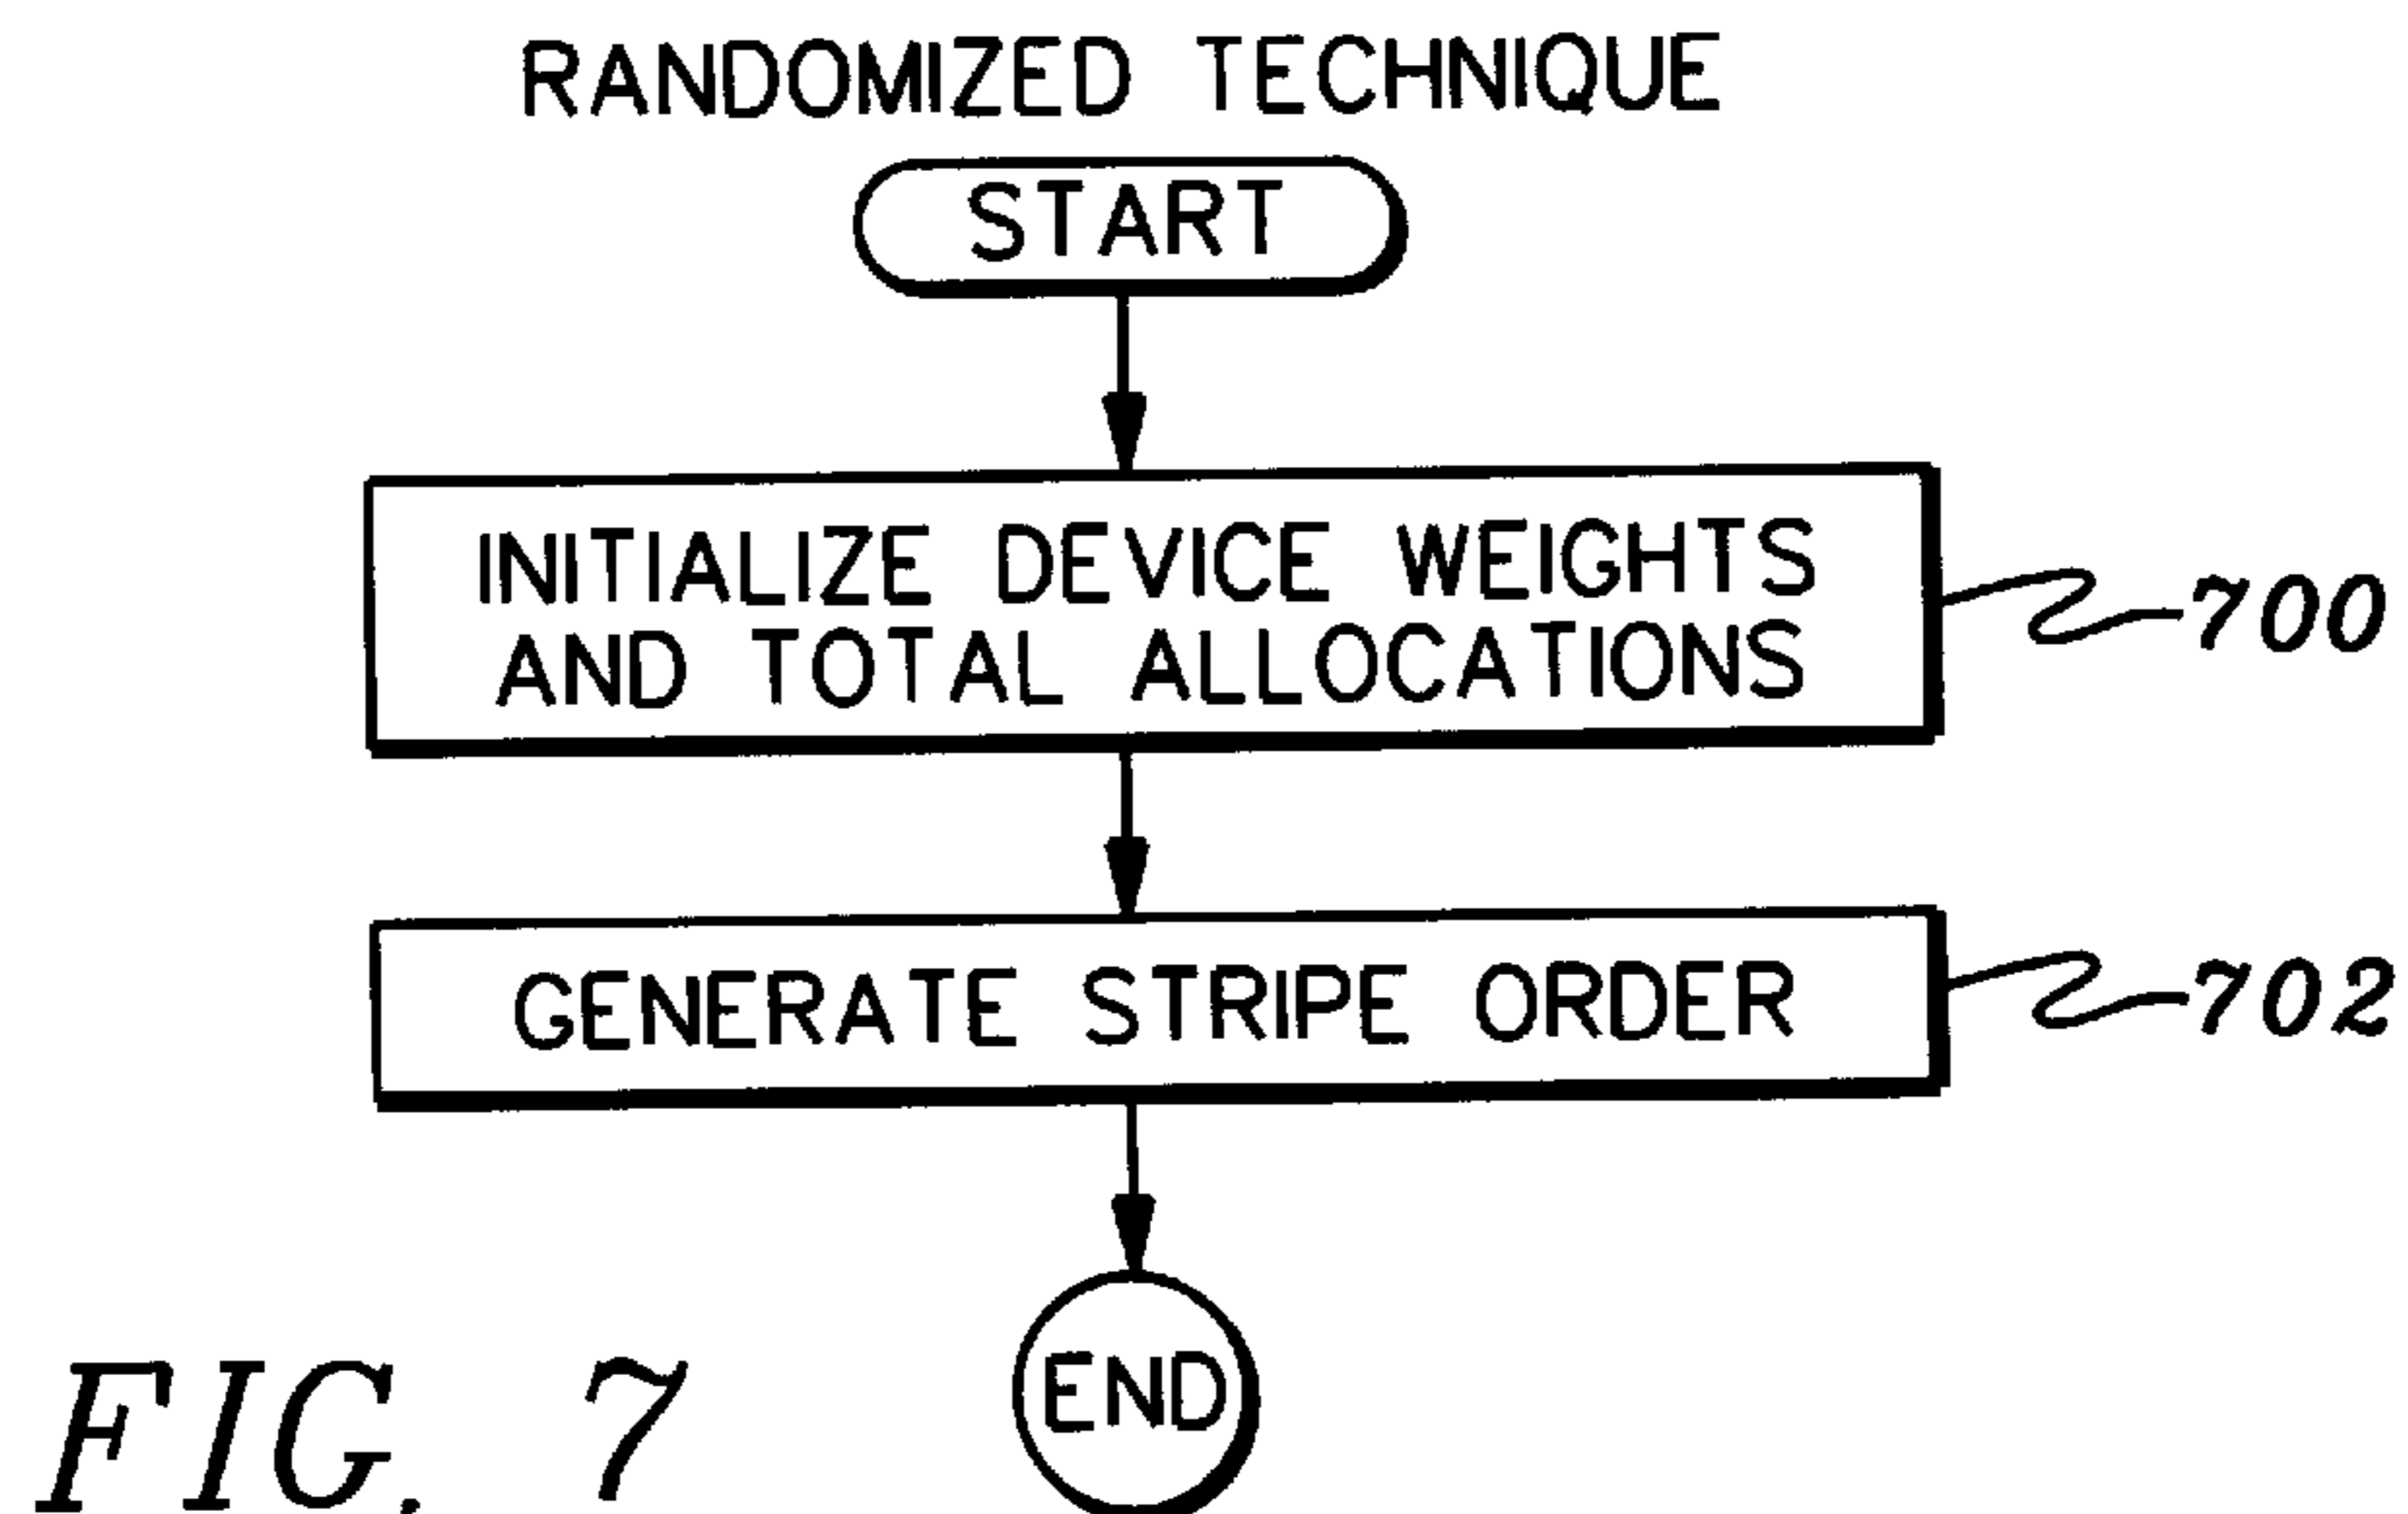 RANDOMIZED TECHNIQUE
START
INITIALIZE DEVICE WEIGHTS
AND TOTAL ALLOCATIONS
700
GENERATE STRIPE ORDER
702
END
FIG. 7